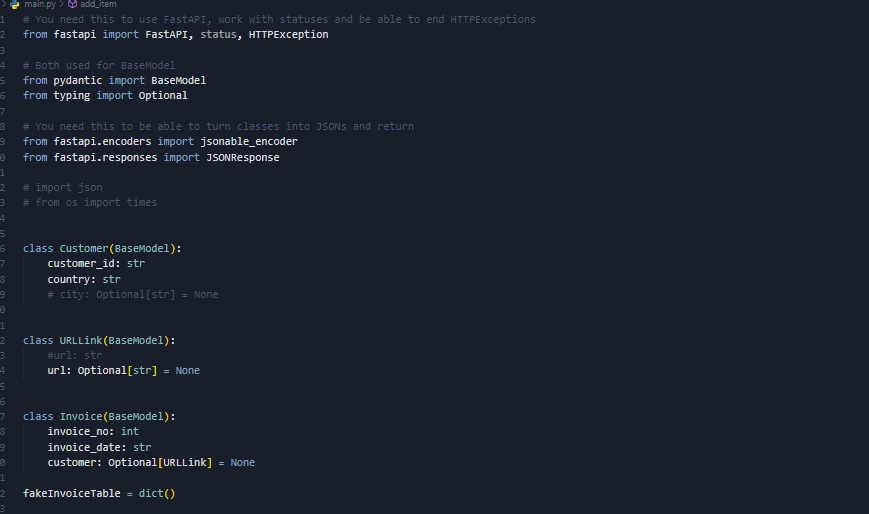 main.py > add_item
1 # You need this to use FastAPI, work with statuses and be able to end HTTPExceptions
2 from fastapi import FastAPI, status, HTTPException
3
4 # Both used for BaseModel
5 from pydantic import BaseModel
6 from typing import Optional
7
8 # You need this to be able to turn classes into JSONs and return
9 from fastapi.encoders import jsonable_encoder
0 from fastapi.responses import JSONResponse
1
2 # import json
3 # from os import times
4
5
6 class Customer(BaseModel):
7     customer_id: str
8     country: str
9     # city: Optional[str] = None
0
1
2 class URLLink(BaseModel):
3     #url: str
4     url: Optional[str] = None
5
6
7 class Invoice(BaseModel):
8     invoice_no: int
9     invoice_date: str
0     customer: Optional[URLLink] = None
1
2 fakeInvoiceTable = dict()
3